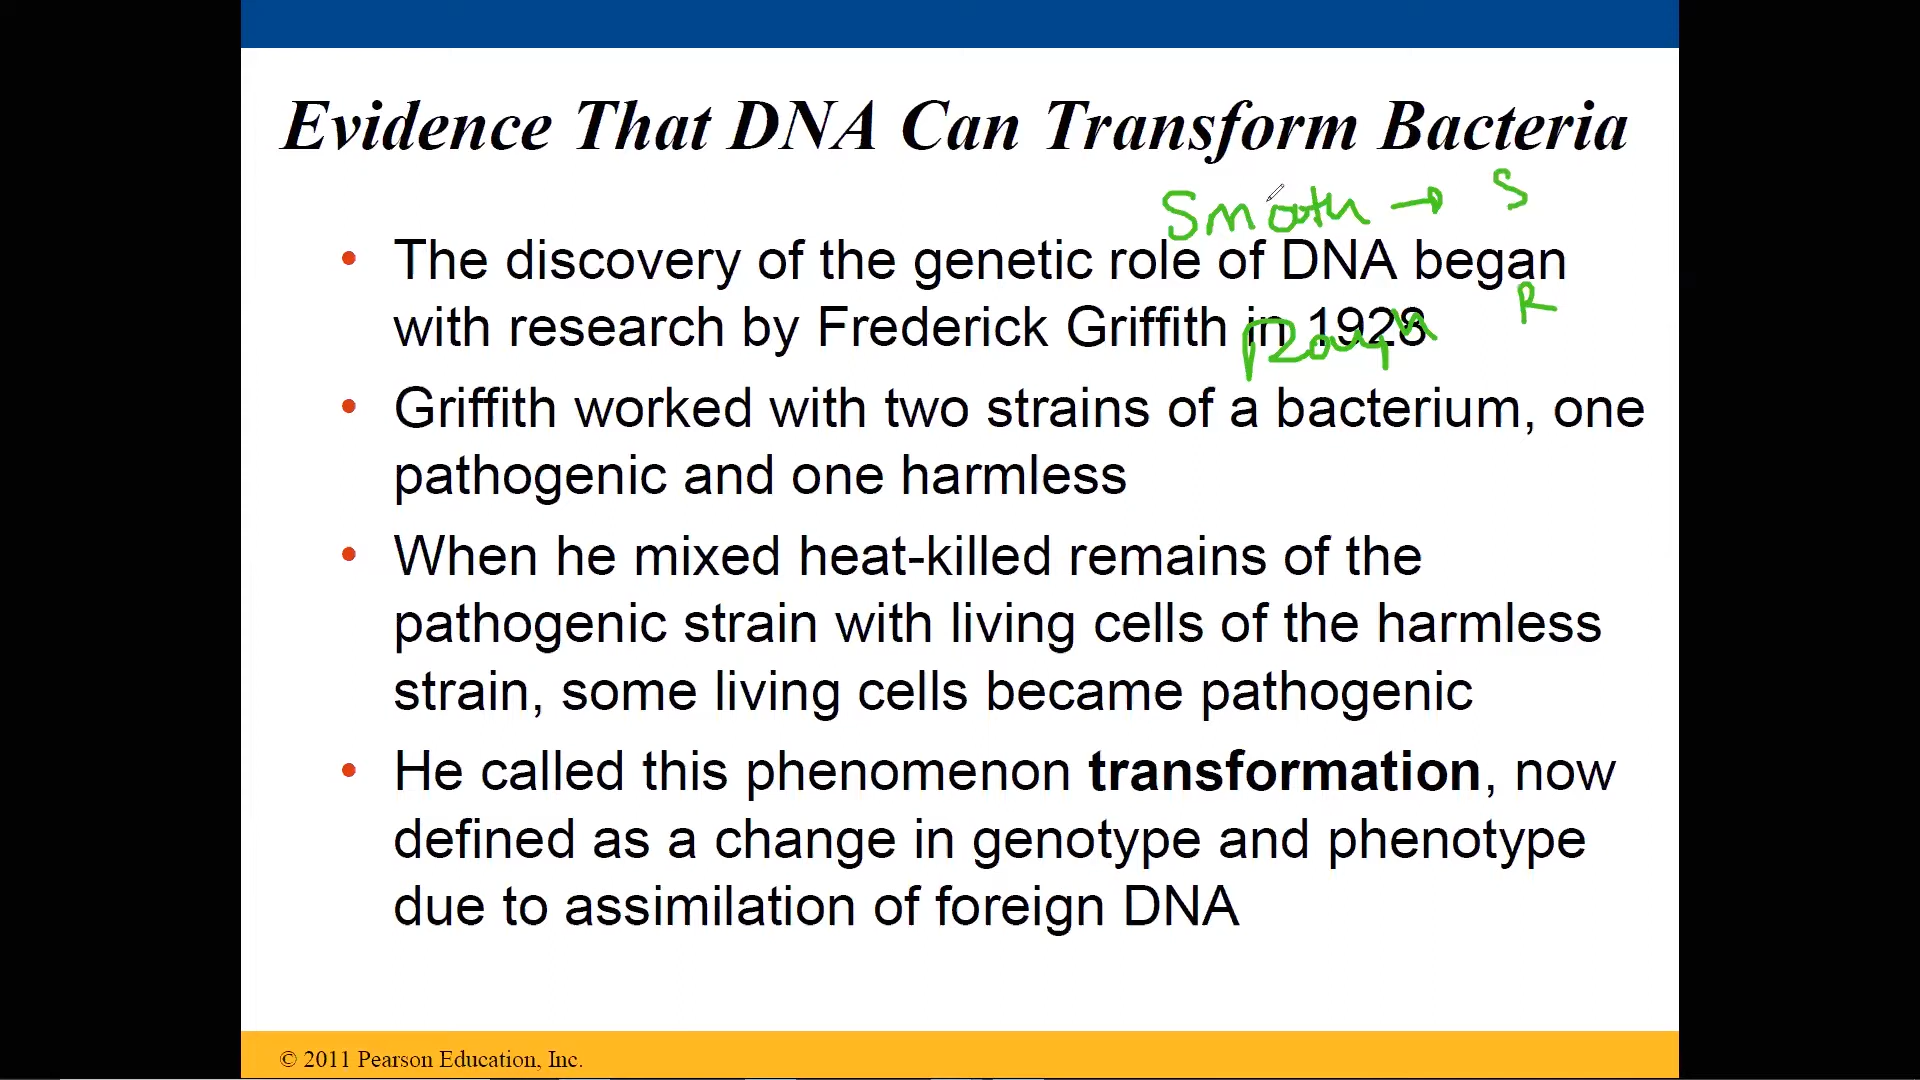 Evidence That DNA Can Transform Bacteria
Smooth → S
• The discovery of the genetic role of DNA began
R
with research by Frederick Griffith in 1928
Rough
• Griffith worked with two strains of a bacterium, one
pathogenic and one harmless
• When he mixed heat-killed remains of the
pathogenic strain with living cells of the harmless
strain, some living cells became pathogenic
• He called this phenomenon transformation, now
defined as a change in genotype and phenotype
due to assimilation of foreign DNA
© 2011 Pearson Education, Inc.